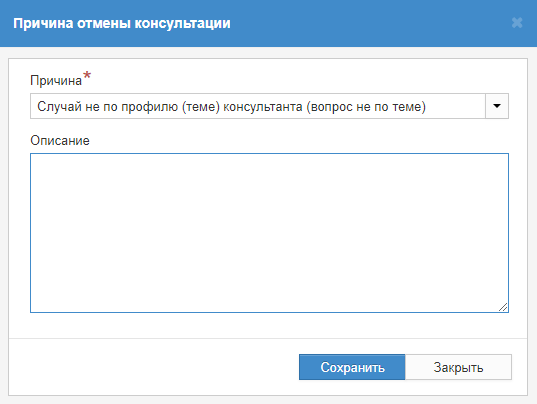 Причина отмены консультации
Причина*
Случай не по профилю (теме) консультанта (вопрос не по теме)
Описание
Сохранить Закрыть